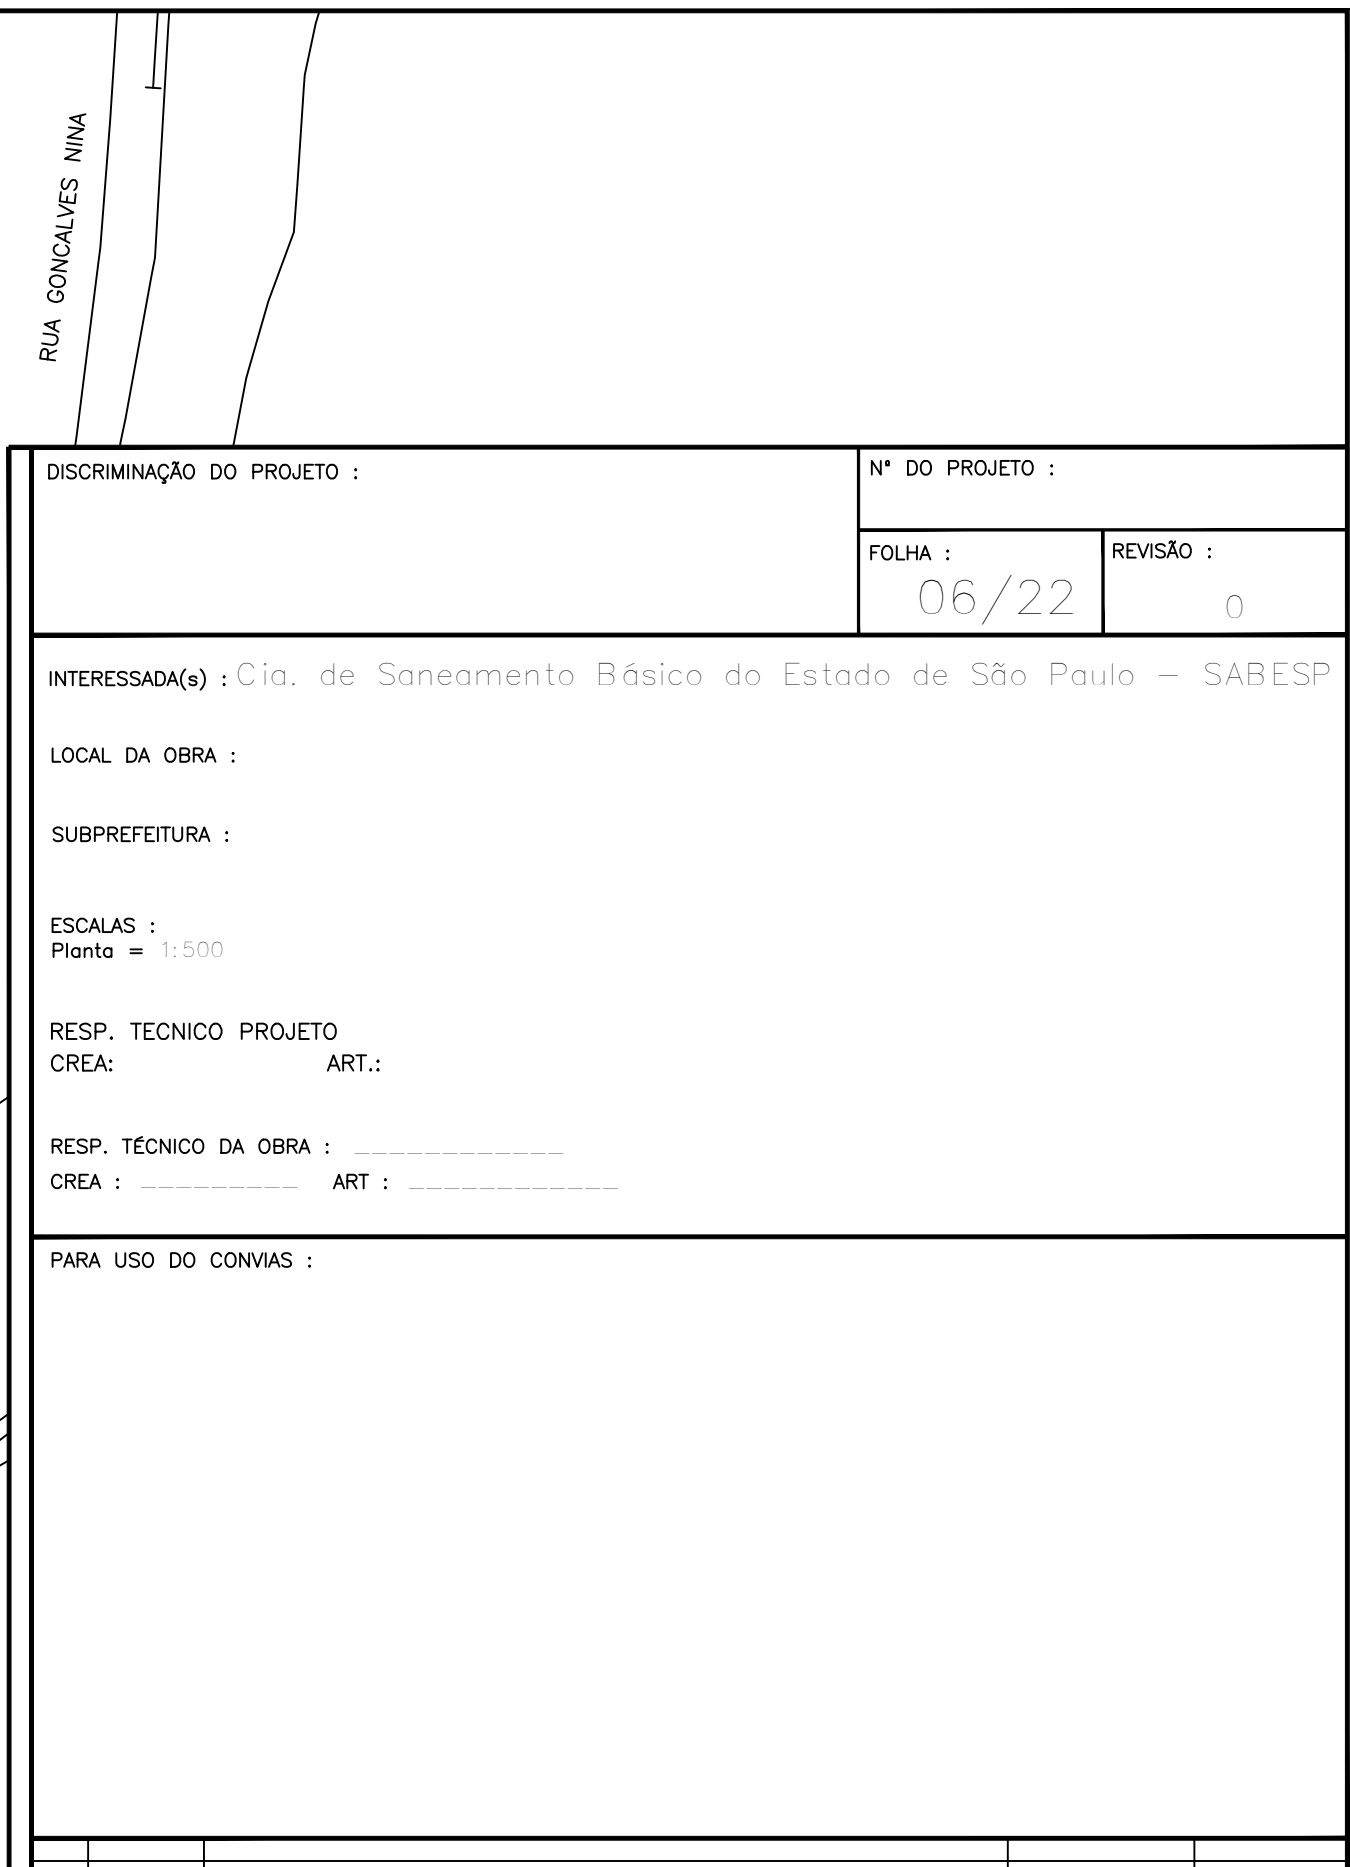 RUA GONCALVES NINA
DISCRIMINAÇÃO DO PROJETO :
Nª DO PROJETO :
FOLHA :
06/22
REVISÃO :
0
INTERESSADA(s) : Cia. de Saneamento Básico do Estado de São Paulo - SABESP
LOCAL DA OBRA :
SUBPREFEITURA :
ESCALAS :
Planta = 1:500
RESP. TECNICO PROJETO
CREA: ART.:
RESP. TÉCNICO DA OBRA : ____________
CREA : _________ ART : ____________
PARA USO DO CONVIAS :